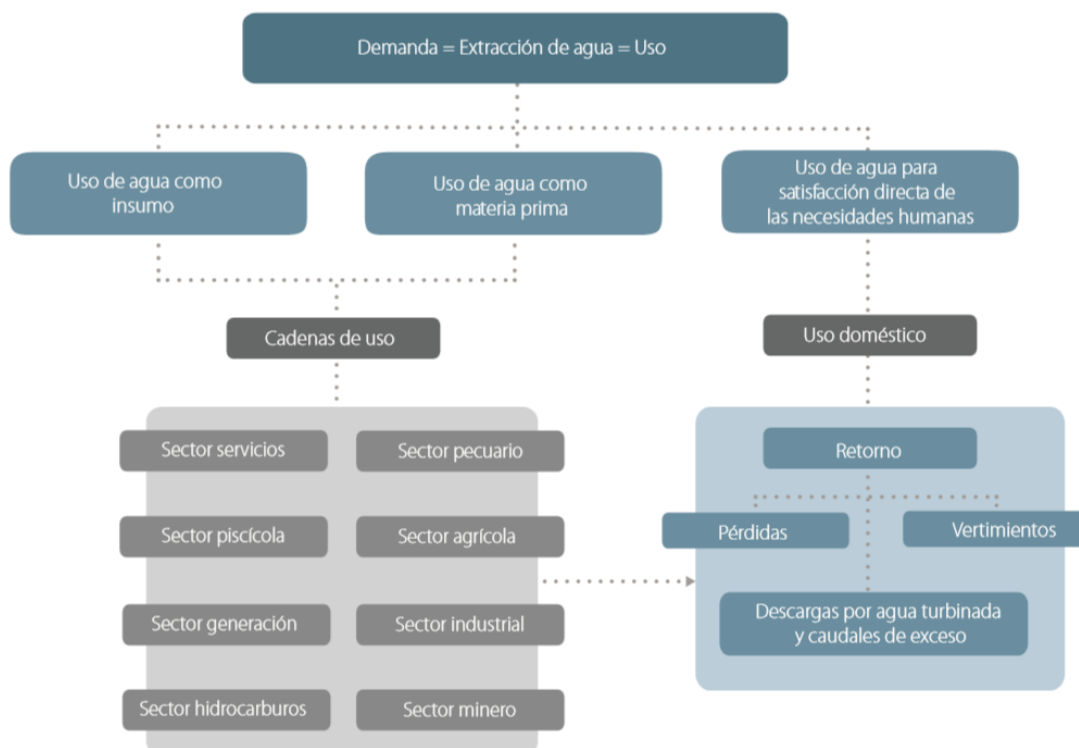 Demanda = Extracción de agua = Uso
Uso de agua como
insumo
Uso de agua como
materia prima
Uso de agua para
satisfacción directa de
las necesidades humanas
Cadenas de uso
Uso doméstico
Sector servicios
Sector pecuario
Sector piscícola
Sector agrícola
Sector generación
Sector industrial
Sector hidrocarburos
Sector minero
Retorno
Pérdidas
Vertimientos
Descargas por agua turbinada
y caudales de exceso